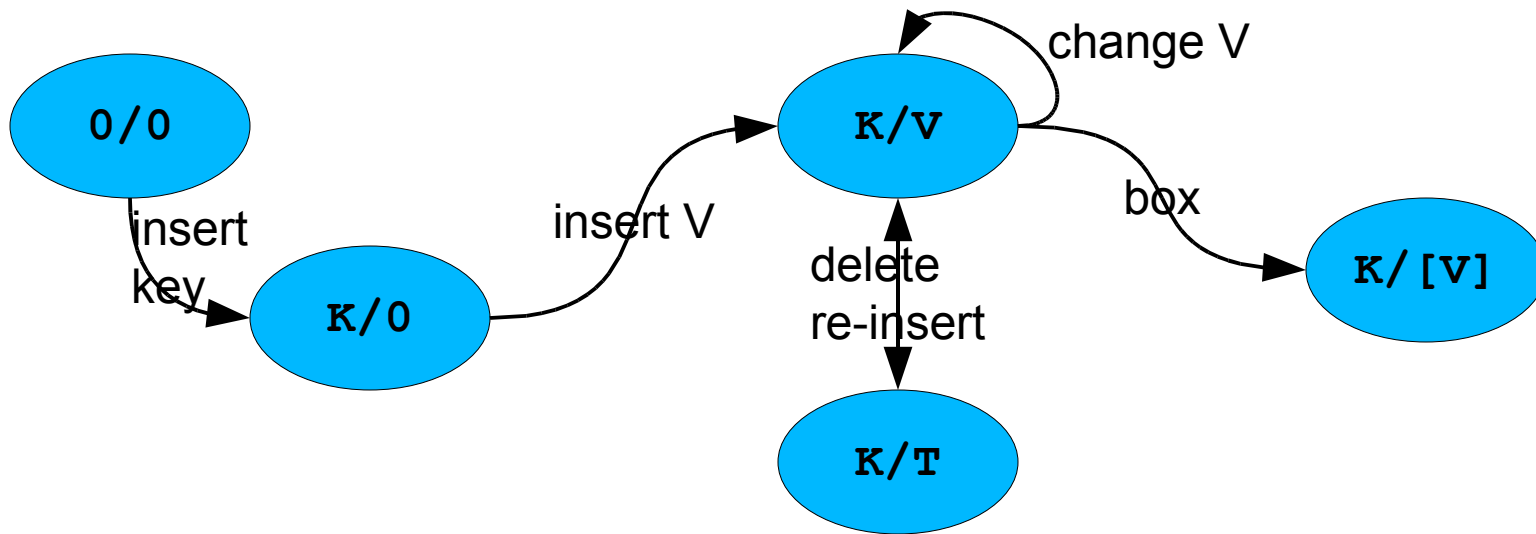 change V
0/0
K/V
insert
key
insert V
box
delete
re-insert
K/0
K/[V]
K/T